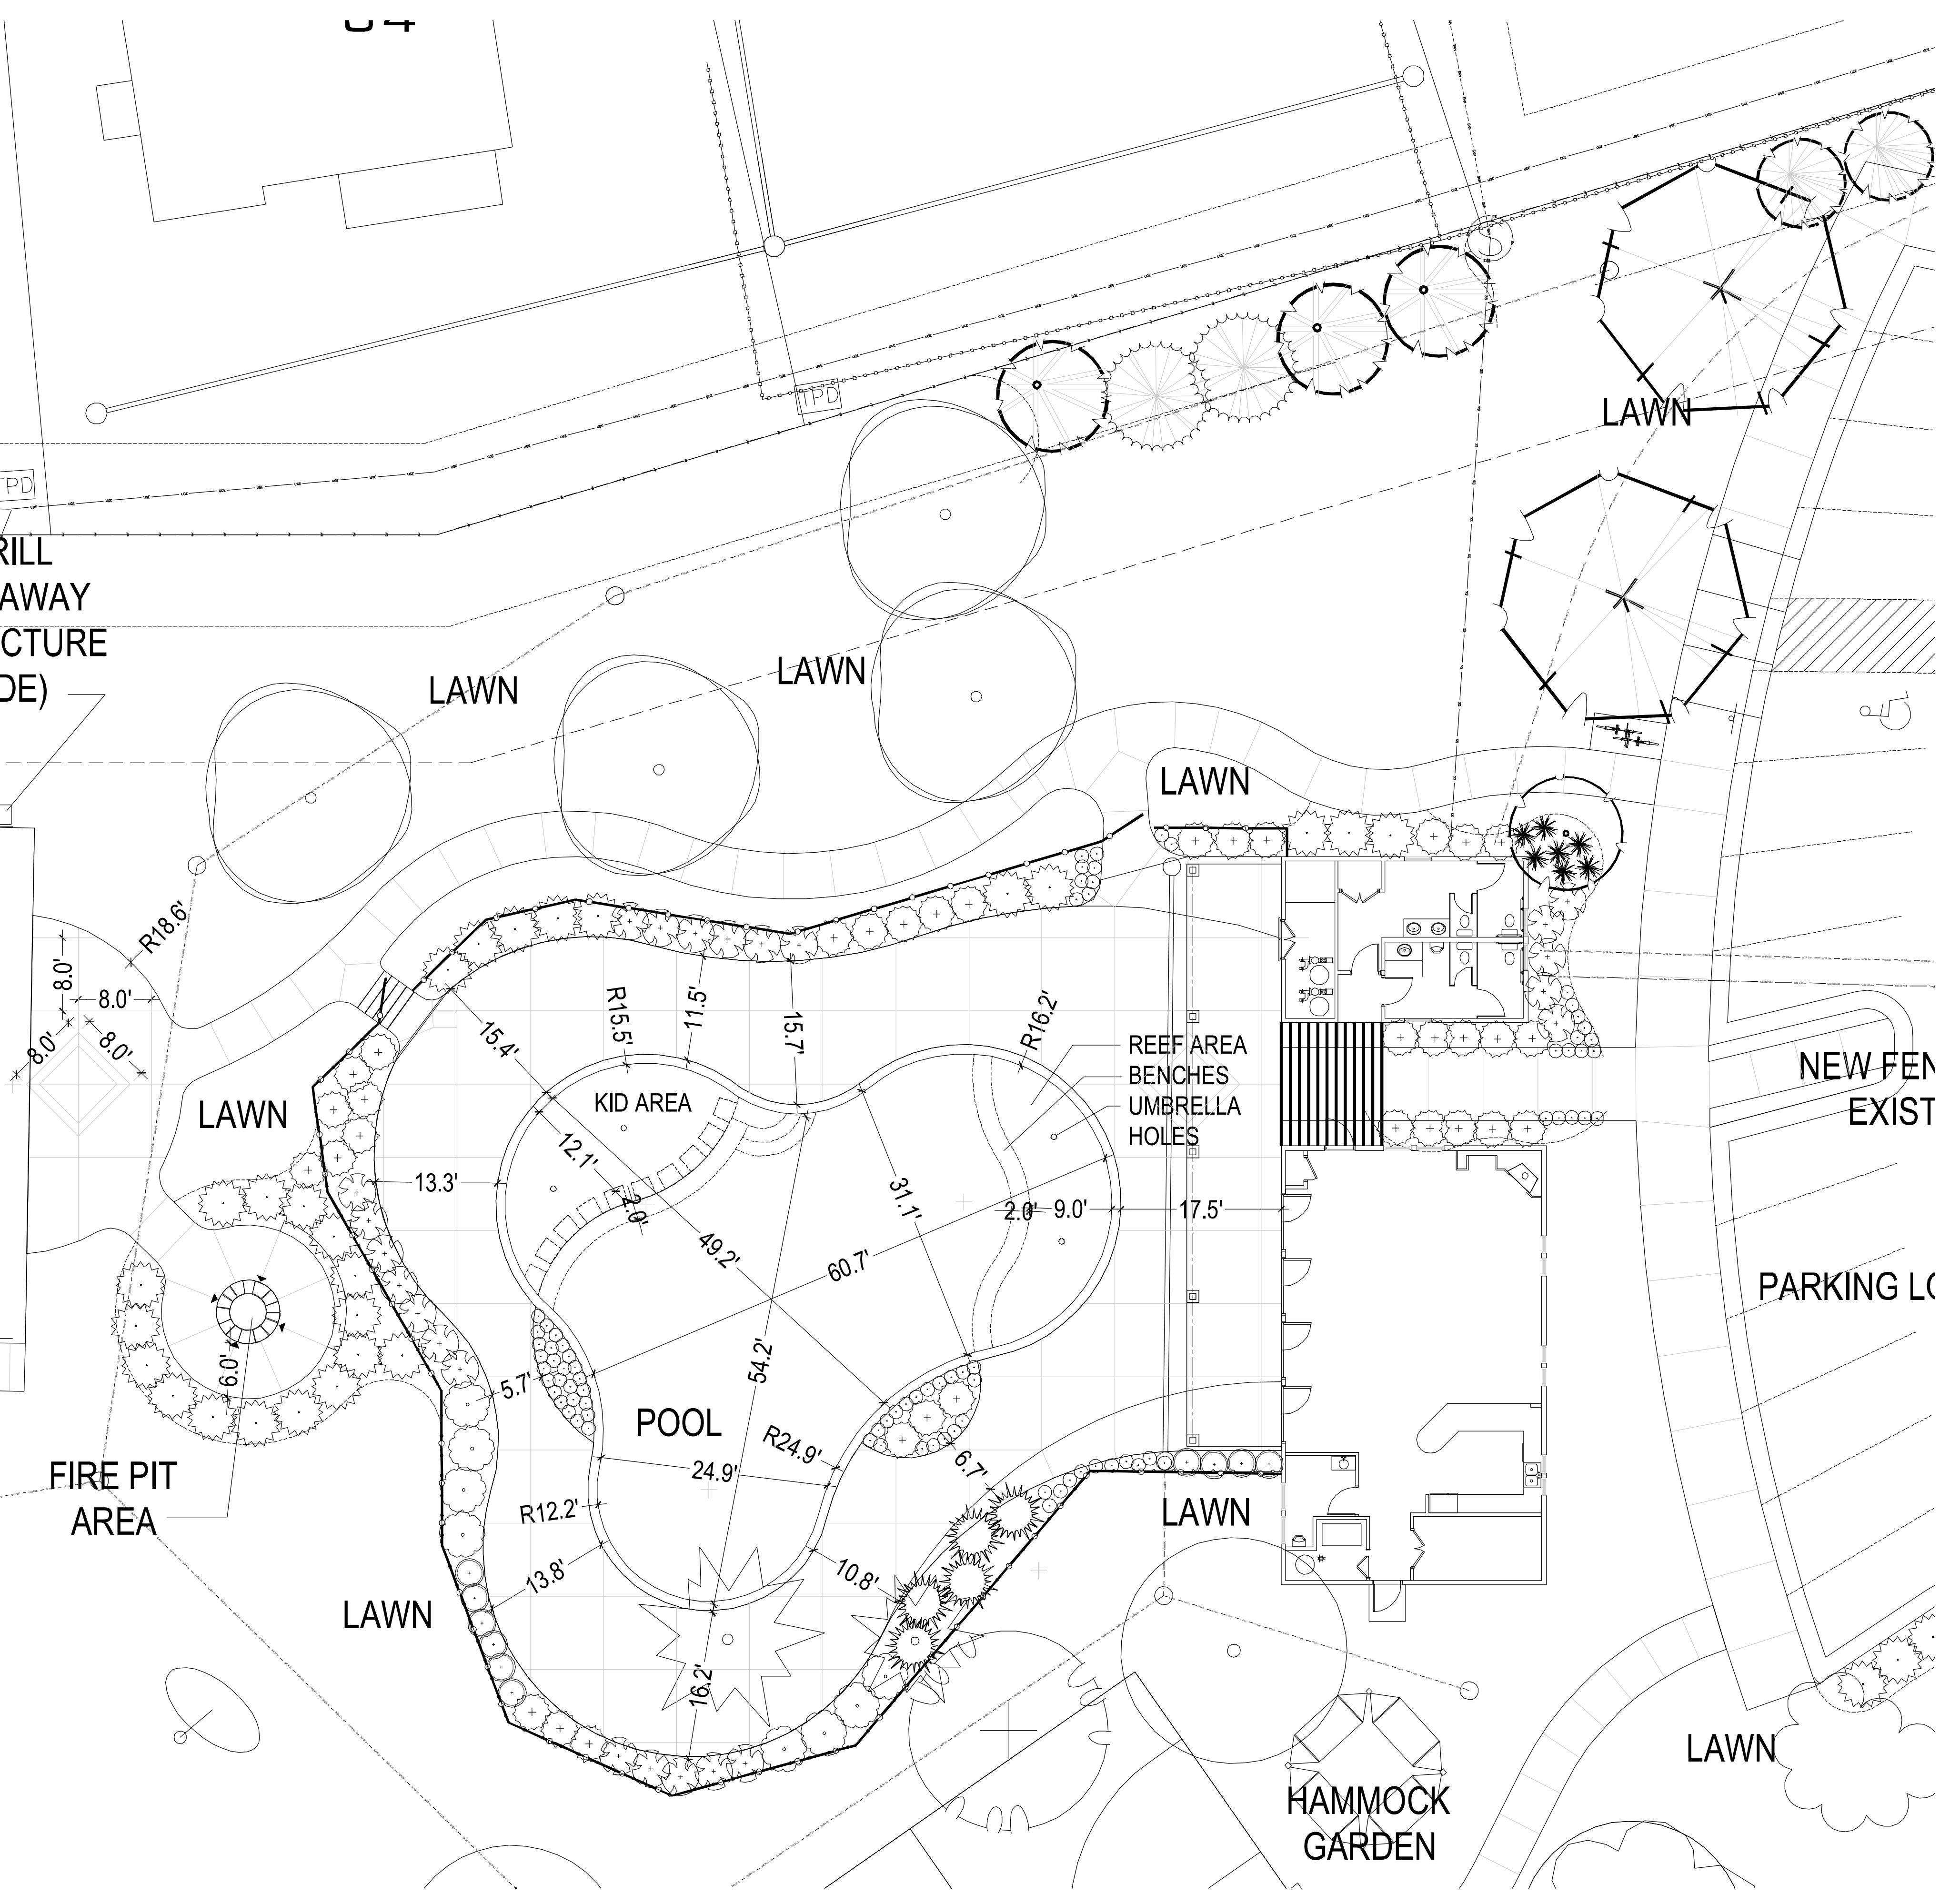 TPD
TPD
RILL
AWAY
CTURE
DE)
LAWN
LAWN
LAWN
LAWN
R18.6'
8.0'
8.0'
8.0'
8.0'
15.4'
R15.5'
11.5'
15.7'
R16.2'
REEF AREA
BENCHES
UMBRELLA
HOLES
KID AREA
NEW FEN
EXIST
LAWN
12.1'
13.3'
2.0'
31.1'
2.0'
9.0'
17.5'
49.2'
60.7'
PARKING LO
6.0'
5.7'
54.2'
POOL
R24.9'
24.9'
6.7'
FIRE PIT
AREA
R12.2'
LAWN
13.8'
10.8'
LAWN
16.2'
LAWN
HAMMOCK
GARDEN